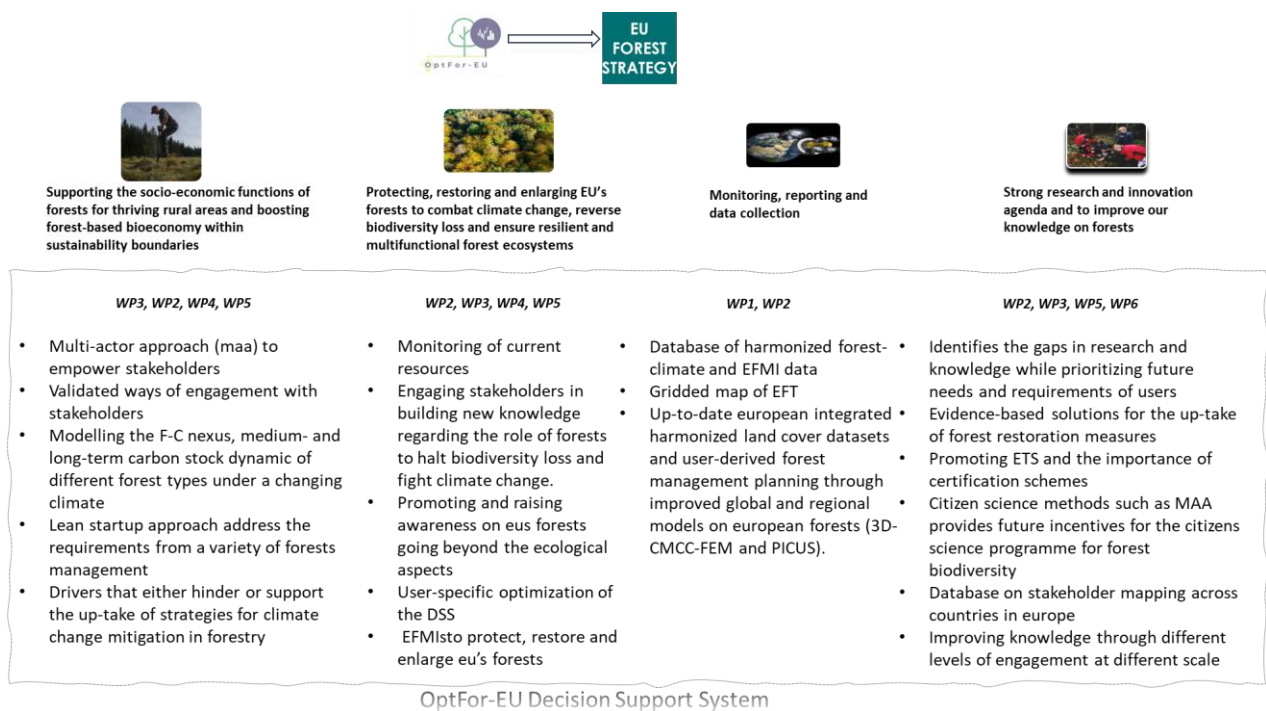 OptFor-EU
EU
FOREST
STRATEGY
Supporting the socio-economic functions of
forests for thriving rural areas and boosting
forest-based bioeconomy within
sustainability boundaries
Protecting, restoring and enlarging EU's
forests to combat climate change, reverse
biodiversity loss and ensure resilient and
multifunctional forest ecosystems
Monitoring, reporting and
data collection
Strong research and innovation
agenda and to improve our
knowledge on forests
WP3, WP2, WP4, WP5
• Multi-actor approach (maa) to
empower stakeholders
• Validated ways of engagement with
stakeholders
• Modelling the F-C nexus, medium- and
long-term carbon stock dynamic of
different forest types under a changing
climate
• Lean startup approach address the
requirements from a variety of forests
management
• Drivers that either hinder or support
the up-take of strategies for climate
change mitigation in forestry
WP2, WP3, WP4, WP5
• Monitoring of current
resources
• Engaging stakeholders in
building new knowledge
regarding the role of forests
to halt biodiversity loss and
fight climate change.
• Promoting and raising
awareness on eus forests
going beyond the ecological
aspects
• User-specific optimization of
the DSS
• EFMIsto protect, restore and
enlarge eu's forests
WP1, WP2
• Database of harmonized forest-
climate and EFMI data
• Gridded map of EFT
• Up-to-date european integrated
harmonized land cover datasets
and user-derived forest
management planning through
improved global and regional
models on european forests (3D-
CMCC-FEM and PICUS).
WP2, WP3, WP5, WP6
• Identifies the gaps in research and
knowledge while prioritizing future
needs and requirements of users
• Evidence-based solutions for the up-take
of forest restoration measures
• Promoting ETS and the importance of
certification schemes
• Citizen science methods such as MAA
provides future incentives for the citizens
science programme for forest
biodiversity
• Database on stakeholder mapping across
countries in europe
• Improving knowledge through different
levels of engagement at different scale
OptFor-EU Decision Support System